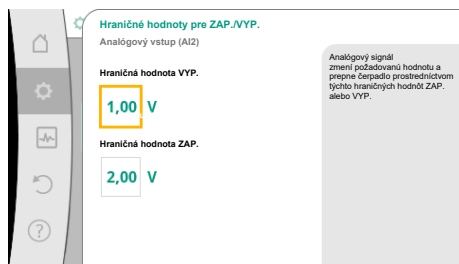 Hraničné hodnoty pre ZAP./VYP.
Analógový vstup (AI2)
Hraničná hodnota VYP.
1,00 V
Hraničná hodnota ZAP.
2,00 V
Analógový signál
zmení požadovanú hodnotu a
prepne čerpadlo prostredníctvom
týchto hraničných hodnôt ZAP.
alebo VYP.
?